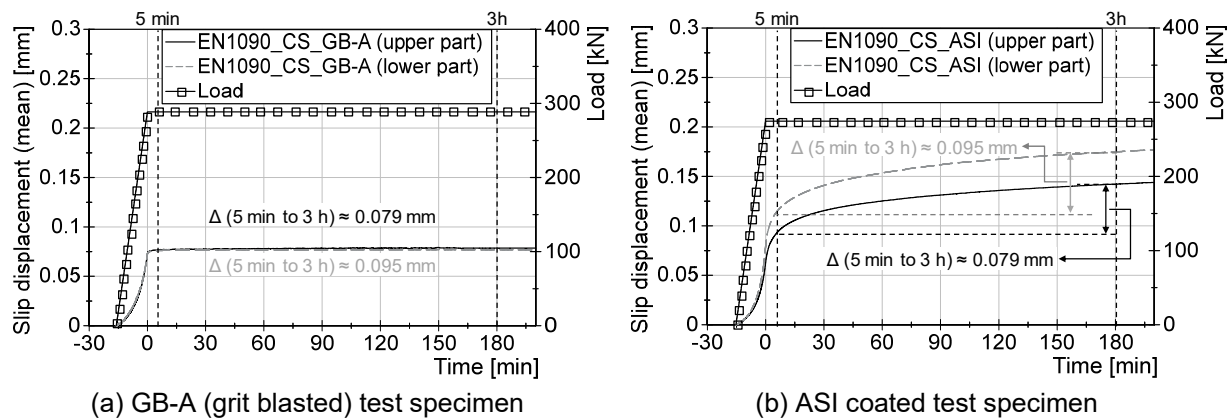 5 min
3h
0.3
0.25
0.2
0.15
0.1
0.05
0
Slip displacement (mean) [mm]
EN1090_CS_GB-A (upper part)
EN1090_CS_GB-A (lower part)
Load
Δ (5 min to 3 h) ≈ 0.079 mm
Δ (5 min to 3 h) ≈ 0.095 mm
400
300
200
100
0
Load [kN]
-30 0 30 60 90 120 150 180
Time [min]
(a) GB-A (grit blasted) test specimen
5 min
3h
0.3
0.25
0.2
0.15
0.1
0.05
0
Slip displacement (mean) [mm]
EN1090_CS_ASI (upper part)
EN1090_CS_ASI (lower part)
Load
Δ (5 min to 3 h) ≈ 0.095 mm
Δ (5 min to 3 h) ≈ 0.079 mm
400
300
200
100
0
Load [kN]
-30 0 30 60 90 120 150 180
Time [min]
(b) ASI coated test specimen